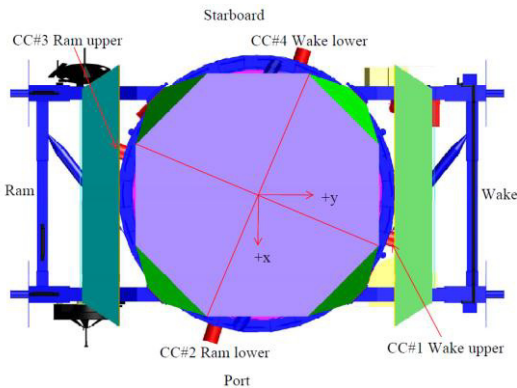 Starboard
CC#3 Ram upper
CC#4 Wake lower
Ram
+y
Wake
+x
CC#2 Ram lower
CC#1 Wake upper
Port